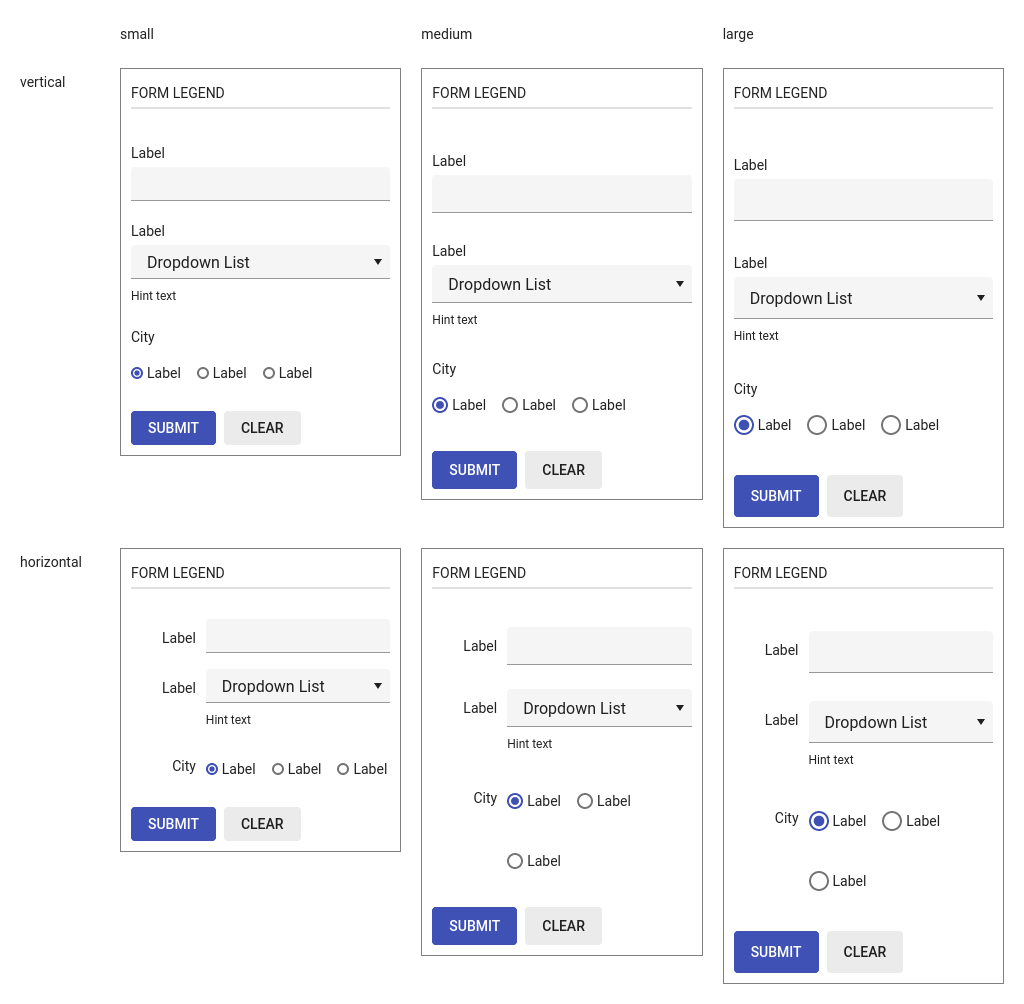 small medium large
vertical
FORM LEGEND
Label
Label
Dropdown List
Hint text
City
Label Label Label
SUBMIT CLEAR
FORM LEGEND
Label
Label
Dropdown List
Hint text
City
Label Label Label
SUBMIT CLEAR
FORM LEGEND
Label
Label
Dropdown List
Hint text
City
Label Label Label
SUBMIT CLEAR
horizontal
FORM LEGEND
Label
Label Dropdown List
Hint text
City Label Label Label
SUBMIT CLEAR
FORM LEGEND
Label
Label Dropdown List
Hint text
City Label Label
Label
SUBMIT CLEAR
FORM LEGEND
Label
Label Dropdown List
Hint text
City Label Label
Label
SUBMIT CLEAR